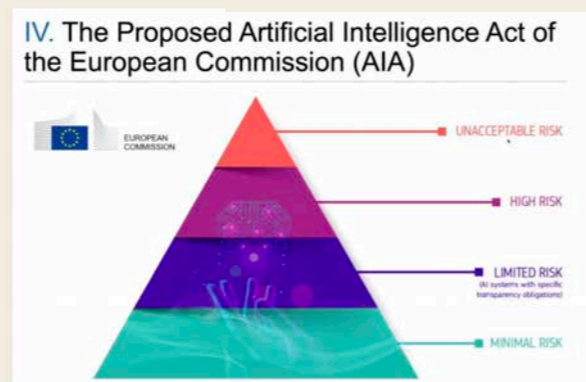 IV. The Proposed Artificial Intelligence Act of
the European Commission (AIA)
EUROPEAN
COMMISSION
UNACCEPTABLE RISK
HIGH RISK
LIMITED RISK
(AI systems with specific
transparency obligations)
MINIMAL RISK